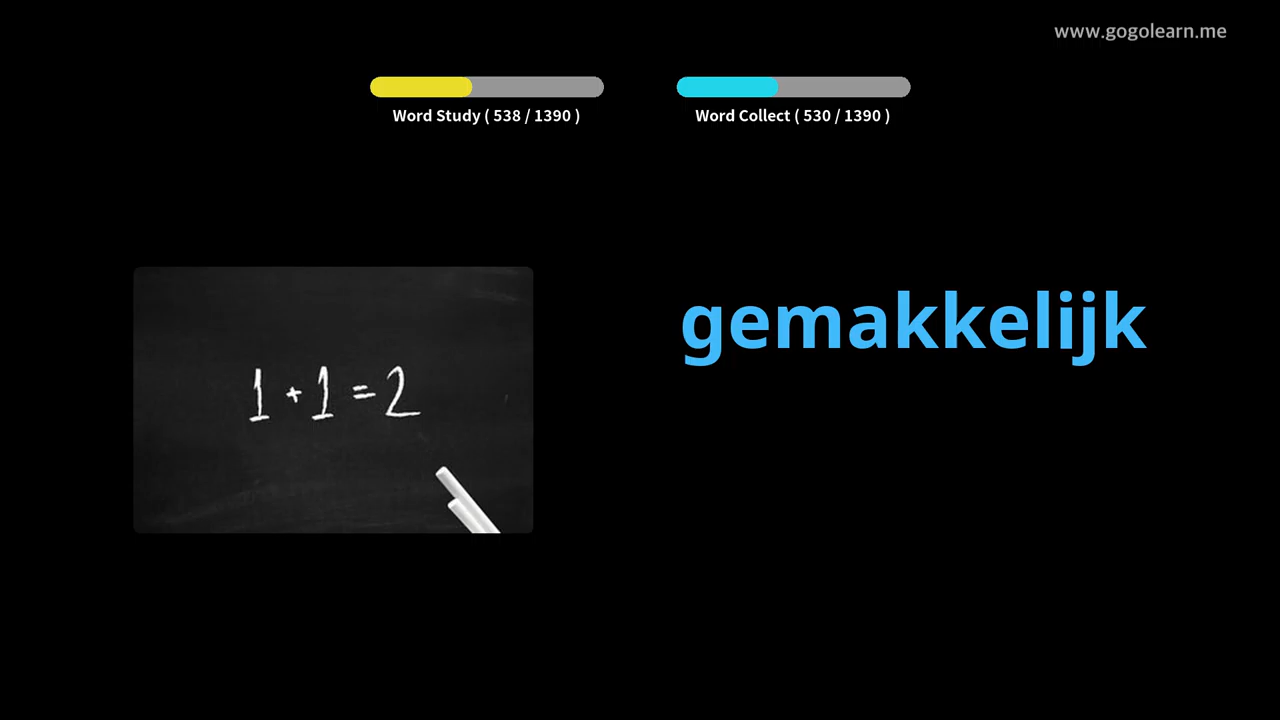 www.gogolearn.me
Word Study ( 538 / 1390 )
Word Collect ( 530 / 1390 )
gemakkelijk
1 + 1 = 2